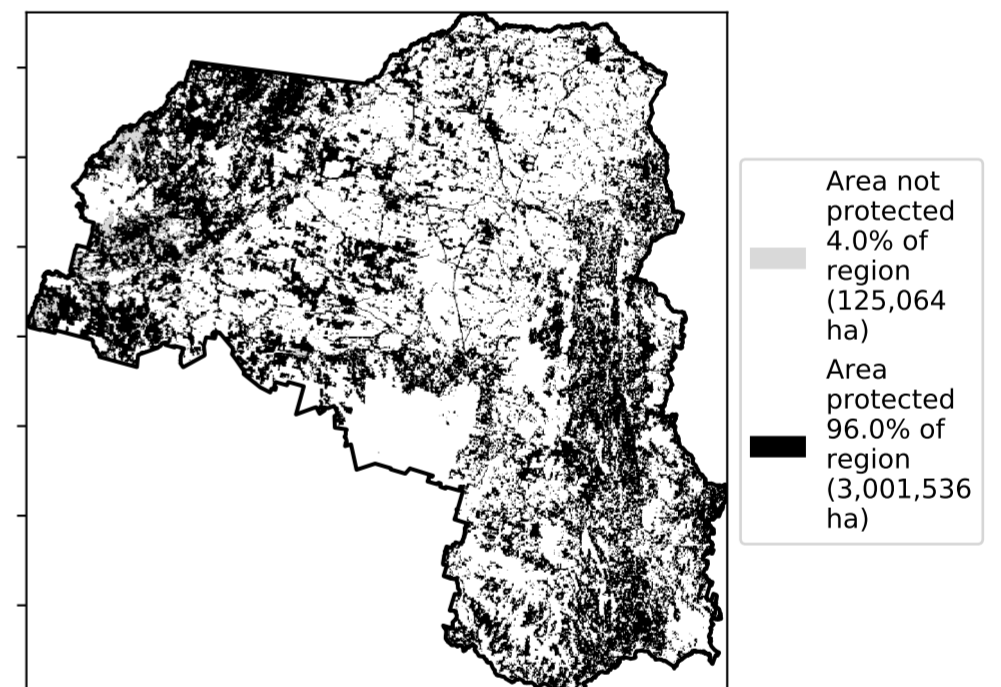 Area not
protected
4.0% of
region
(125,064
ha)
Area
protected
96.0% of
region
(3,001,536
ha)